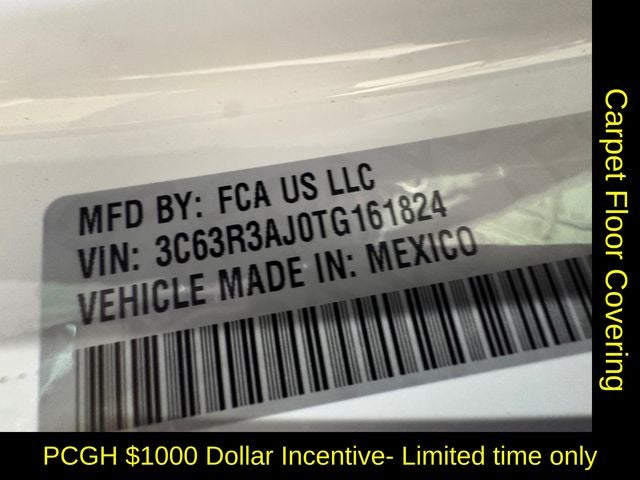 MFD BY: FCA US LLC
VIN: 3C63R3AJ0TG161824
VEHICLE MADE IN: MEXICO
Carpet Floor Covering
PCGH $1000 Dollar Incentive- Limited time only